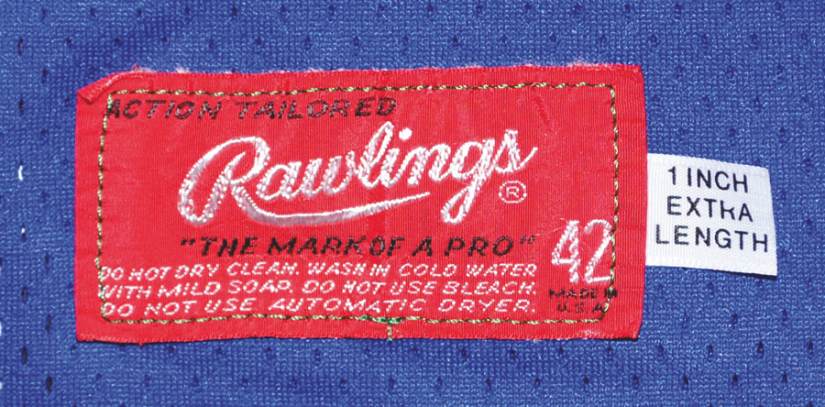 ACTION TAILORED
Rawlings ®
"THE MARK OF A PRO"
42
DO NOT DRY CLEAN. WASH IN COLD WATER
WITH MILD SOAP. DO NOT USE BLEACH.
DO NOT USE AUTOMATIC DRYER.
MADE IN
U.S.A.
1 INCH
EXTRA
LENGTH